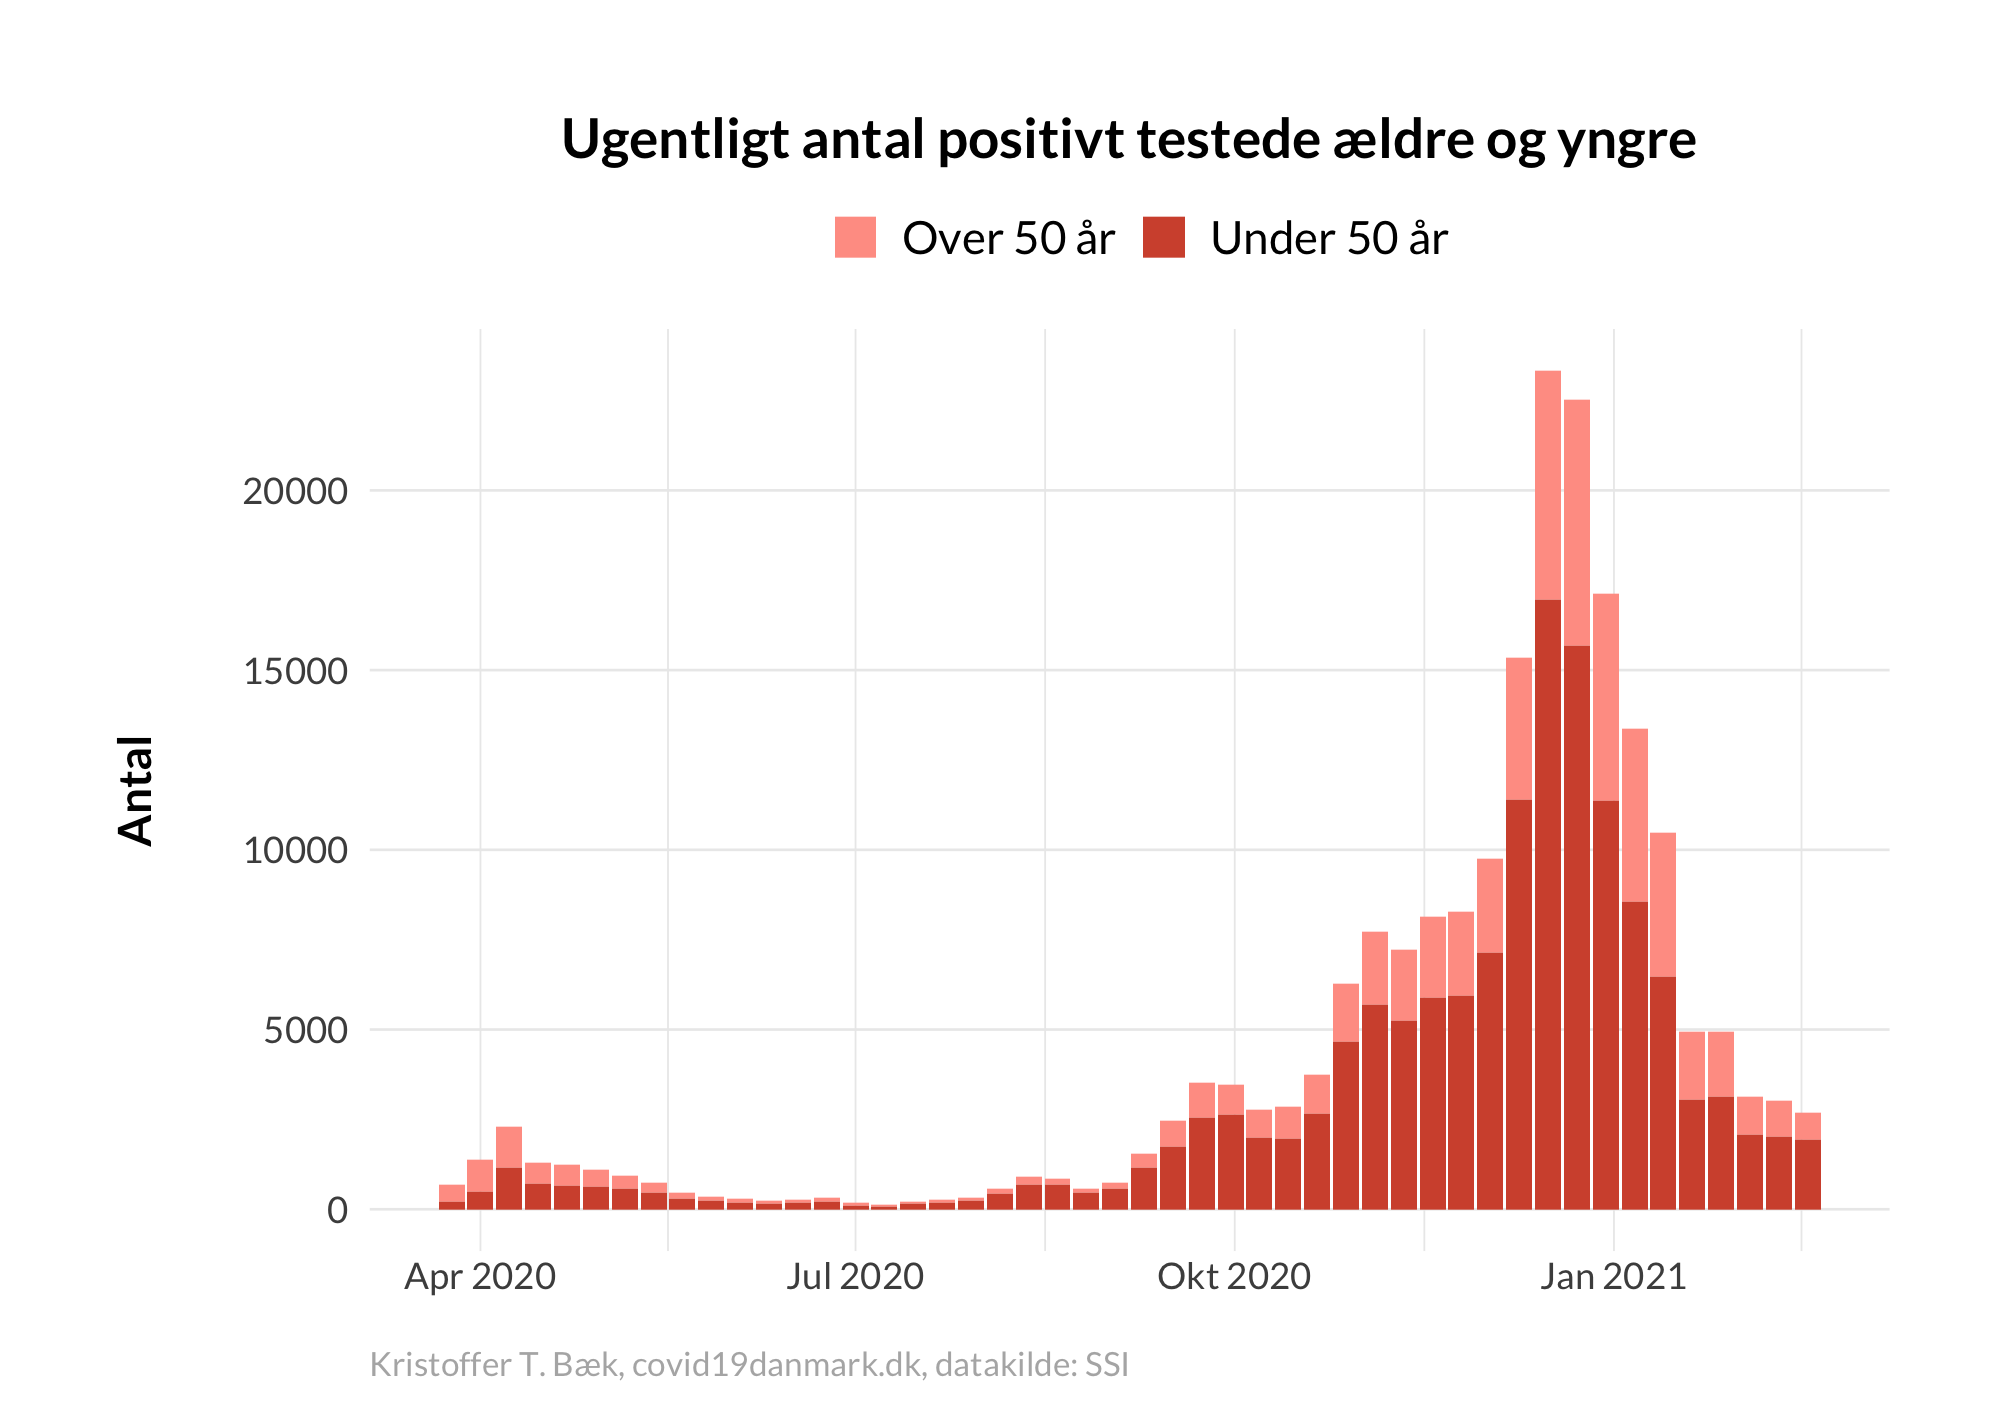 Ugentligt antal positivt testede ældre og yngre
Over 50 år
Under 50 år
Antal
20000
15000
10000
5000
0
Apr 2020
Jul 2020
Okt 2020
Jan 2021
Kristoffer T. Bæk, covid19danmark.dk, datakilde: SSI